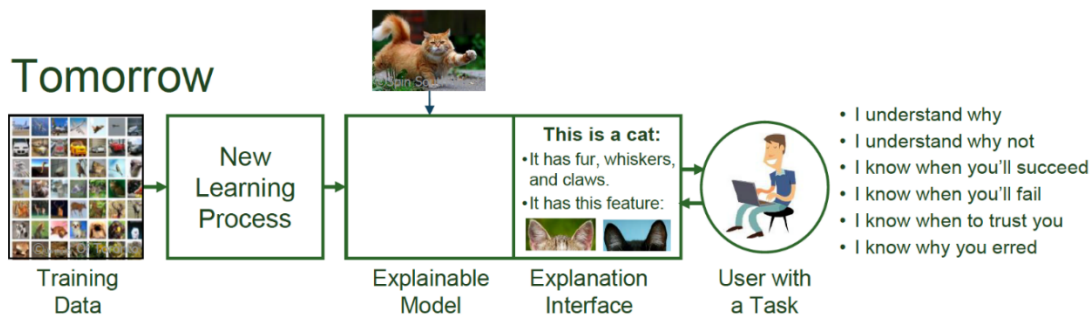 Tomorrow
New
Learning
Process
This is a cat:
•It has fur, whiskers,
and claws.
•It has this feature:
• I understand why
• I understand why not
• I know when you'll succeed
• I know when you'll fail
• I know when to trust you
• I know why you erred
Training
Data
Explainable
Model
Explanation
Interface
User with
a Task